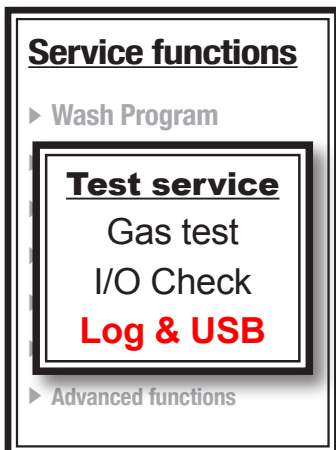 Service functions
Wash Program
Test service
Gas test
I/O Check
Log & USB
Advanced functions